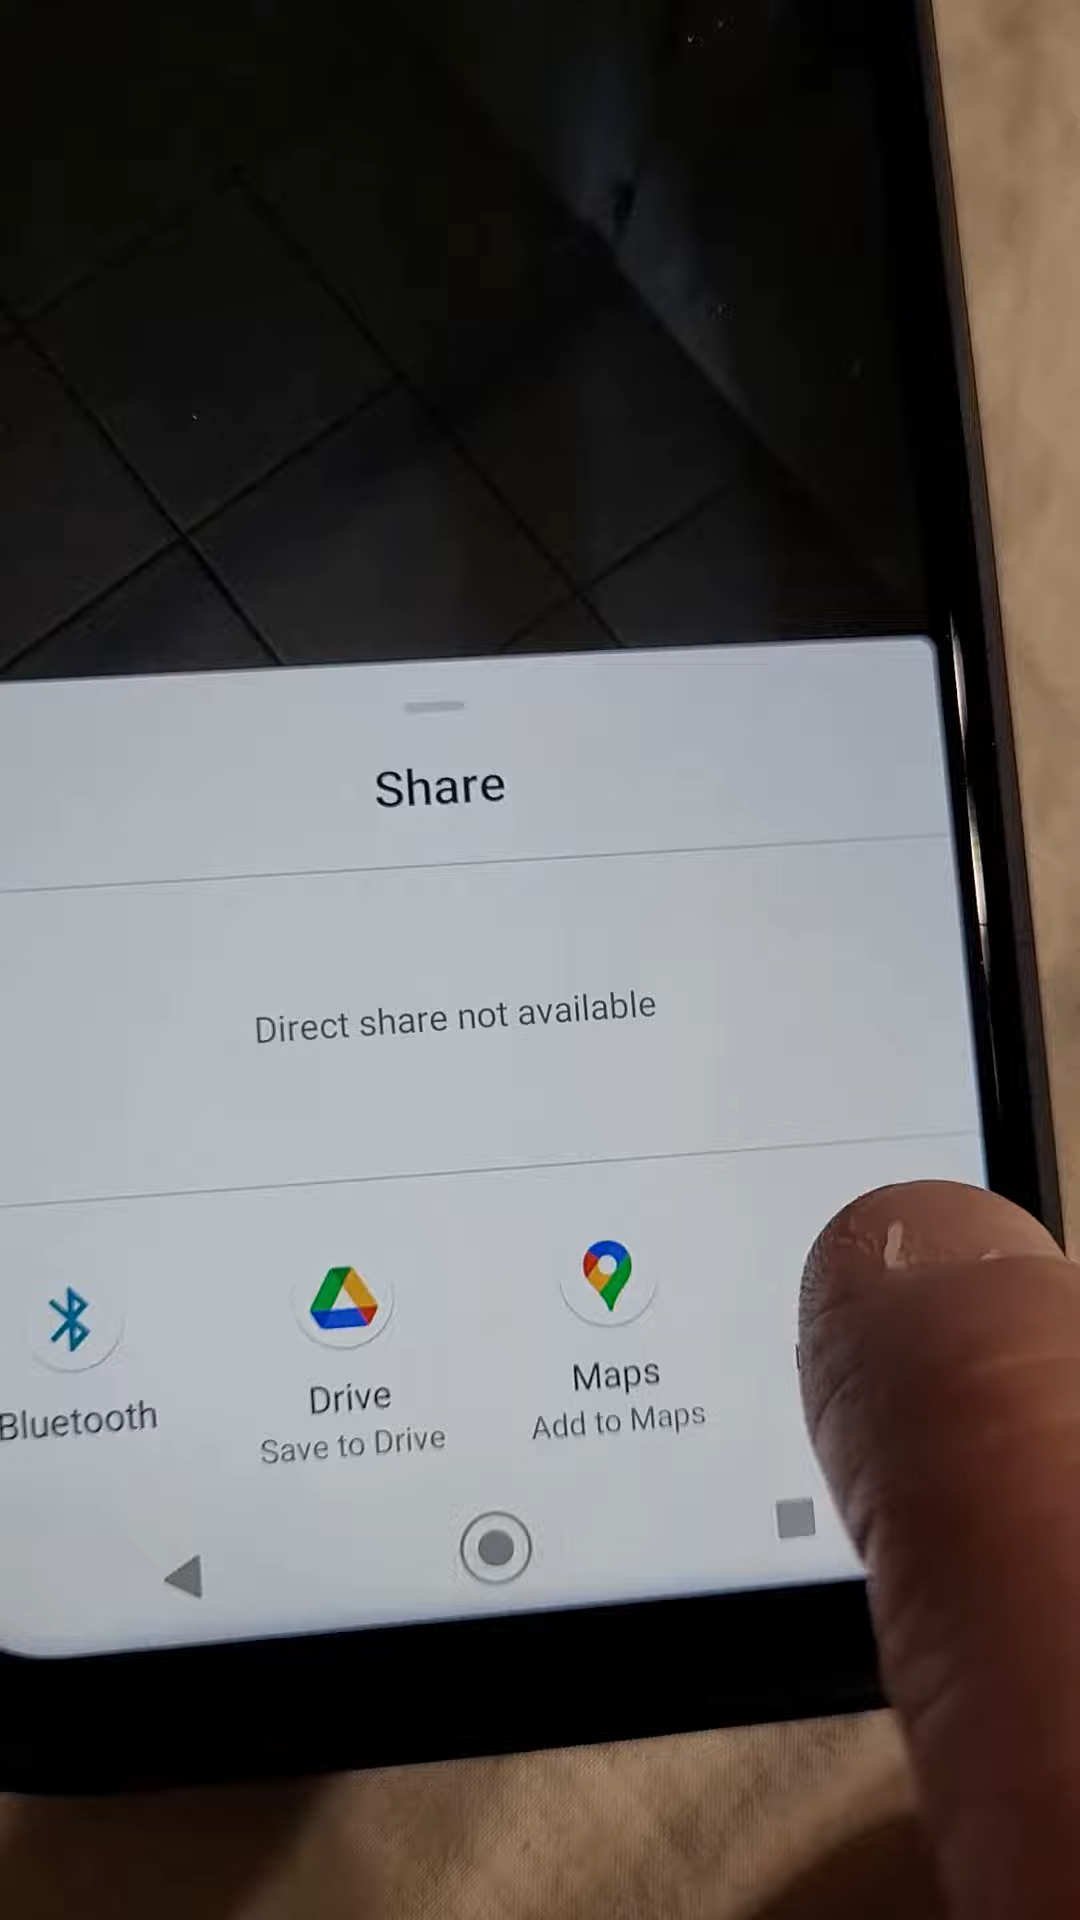 Share
Direct share not available
Bluetooth
Drive
Save to Drive
Maps
Add to Maps